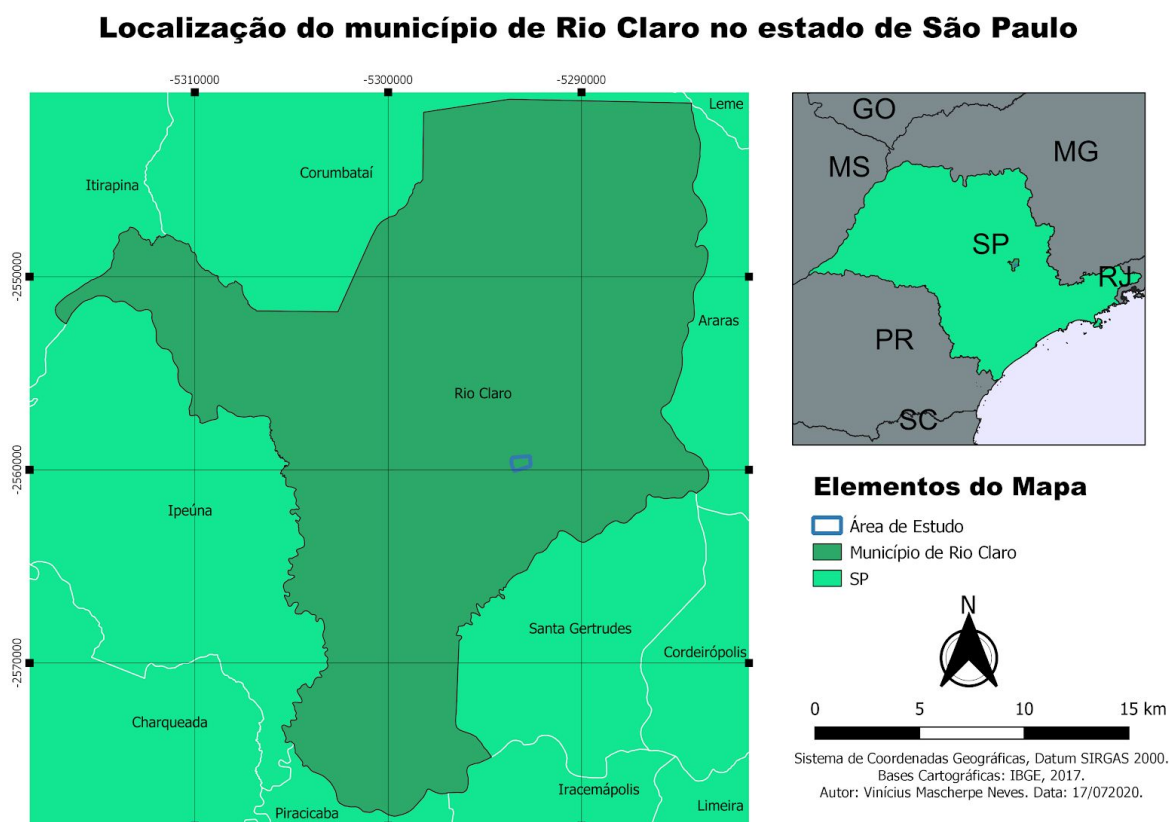 Localização do município de Rio Claro no estado de São Paulo
-5310000
-5300000
-5290000
-2550000
-2560000
-2570000
Leme
Corumbataí
Itirapina
Araras
Rio Claro
Ipeúna
Santa Gertrudes
Cordeirópolis
Charqueada
Iracemápolis
Limeira
Piracicaba
GO
MS
MG
SP
RJ
PR
SC
Elementos do Mapa
Área de Estudo
Município de Rio Claro
SP
N
0 5 10 15 km
Sistema de Coordenadas Geográficas, Datum SIRGAS 2000.
Bases Cartográficas: IBGE, 2017.
Autor: Vinícius Mascherpe Neves. Data: 17/072020.